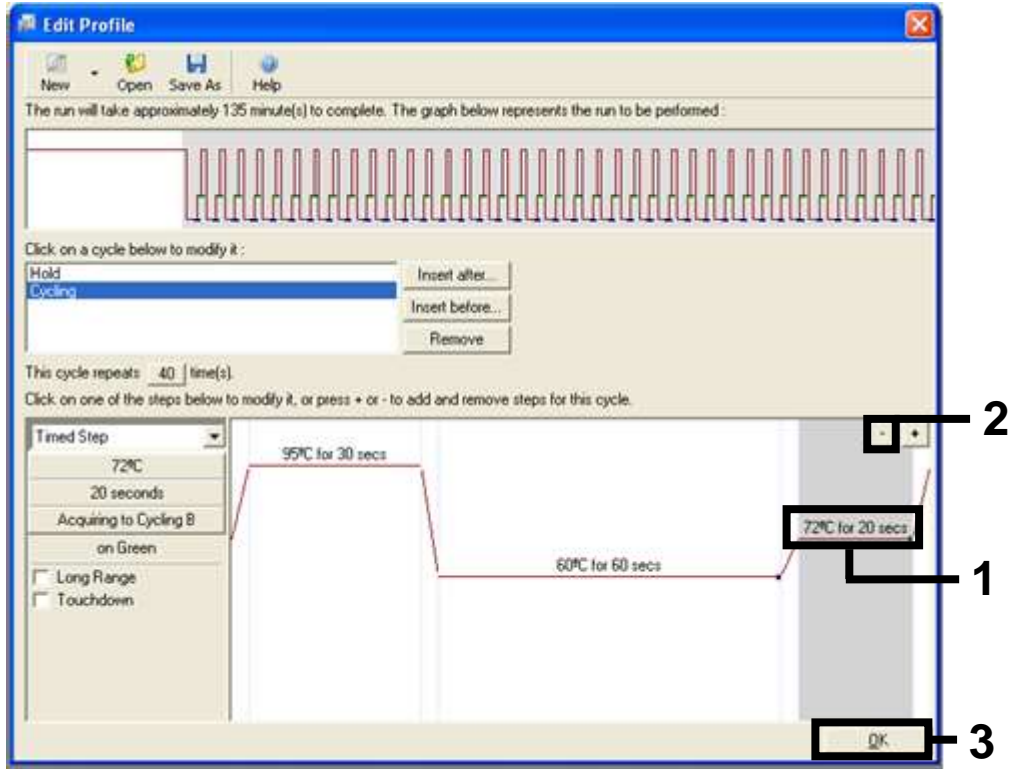 Edit Profile
New Open Save As Help
The run will take approximately 135 minute(s) to complete. The graph below represents the run to be performed :
Click on a cycle below to modify it :
Hold
Cycling
Insert after...
Insert before...
Remove
This cycle repeats 40 time(s).
Click on one of the steps below to modify it, or press + or - to add and remove steps for this cycle.
Timed Step
72ºC
20 seconds
Acquiring to Cycling B
on Green
Long Range
Touchdown
95ºC for 30 secs
60ºC for 60 secs
72ºC for 20 secs
- +
2
1
OK
3